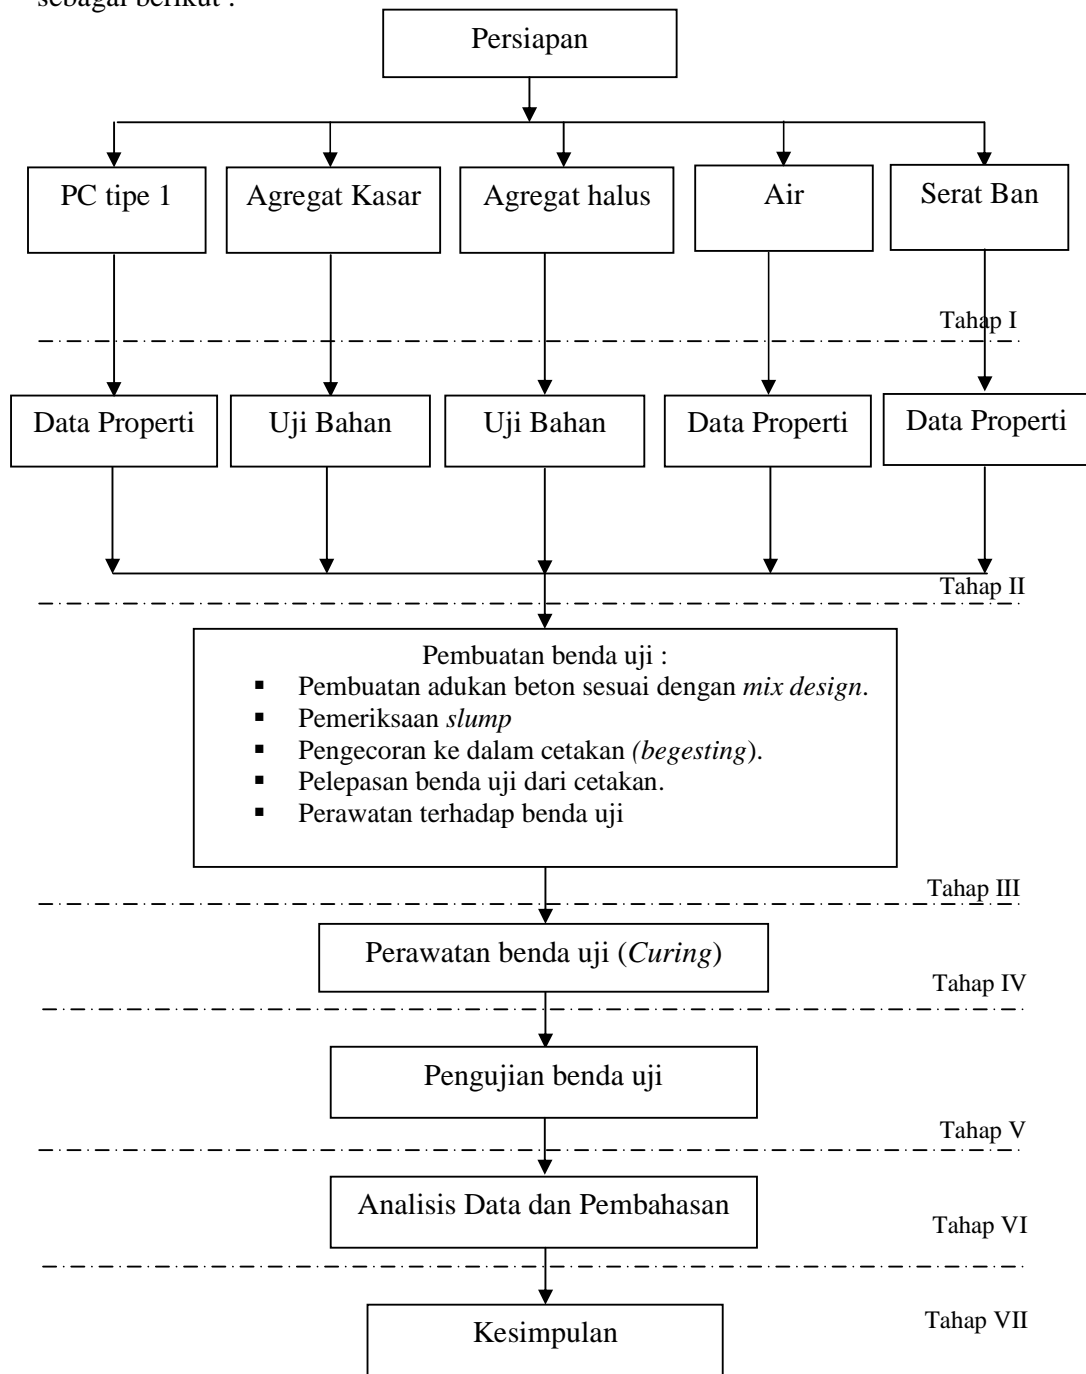 sebagai berikut :
Persiapan
PC tipe 1
Agregat Kasar
Agregat halus
Air
Serat Ban
Tahap I
Data Properti
Uji Bahan
Uji Bahan
Data Properti
Data Properti
Tahap II
Pembuatan benda uji :
▪ Pembuatan adukan beton sesuai dengan mix design.
▪ Pemeriksaan slump
▪ Pengecoran ke dalam cetakan (begesting).
▪ Pelepasan benda uji dari cetakan.
▪ Perawatan terhadap benda uji
Tahap III
Perawatan benda uji (Curing)
Tahap IV
Pengujian benda uji
Tahap V
Analisis Data dan Pembahasan
Tahap VI
Kesimpulan
Tahap VII